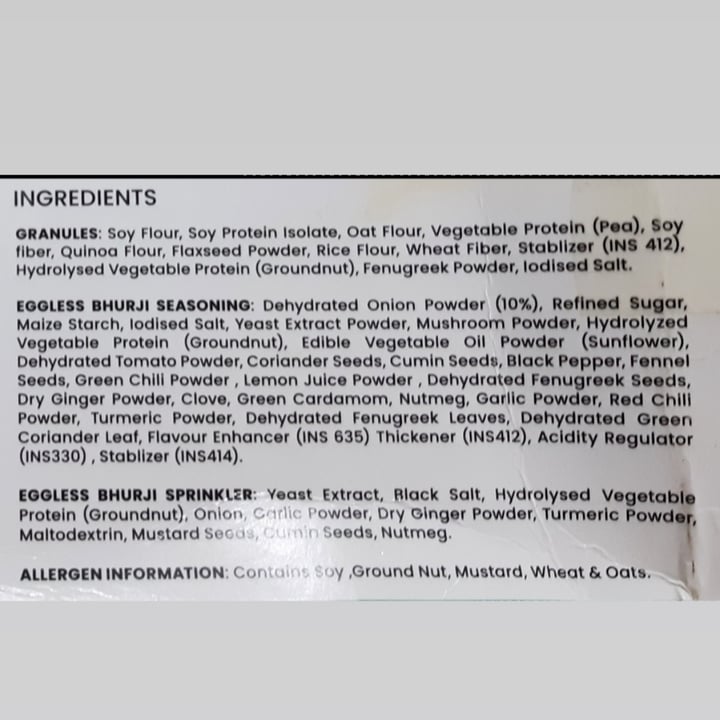 INGREDIENTS
GRANULES: Soy Flour, Soy Protein Isolate, Oat Flour, Vegetable Protein (Pea), Soy
fiber, Quinoa Flour, Flaxseed Powder, Rice Flour, Wheat Fiber, Stablizer (INS 412),
Hydrolysed Vegetable Protein (Groundnut), Fenugreek Powder, Iodised Salt.
EGGLESS BHURJI SEASONING: Dehydrated Onion Powder (10%), Refined Sugar,
Maize Starch, Iodised Salt, Yeast Extract Powder, Mushroom Powder, Hydrolyzed
Vegetable Protein (Groundnut), Edible Vegetable Oil Powder (Sunflower),
Dehydrated Tomato Powder, Coriander Seeds, Cumin Seeds, Black Pepper, Fennel
Seeds, Green Chili Powder , Lemon Juice Powder , Dehydrated Fenugreek Seeds,
Dry Ginger Powder, Clove, Green Cardamom, Nutmeg, Garlic Powder, Red Chili
Powder, Turmeric Powder, Dehydrated Fenugreek Leaves, Dehydrated Green
Coriander Leaf, Flavour Enhancer (INS 635) Thickener (INS412), Acidity Regulator
(INS330) , Stablizer (INS414).
EGGLESS BHURJI SPRINKLER: Yeast Extract, Black Salt, Hydrolysed Vegetable
Protein (Groundnut), Onion, Garlic Powder, Dry Ginger Powder, Turmeric Powder,
Maltodextrin, Mustard Seeds, Cumin Seeds, Nutmeg.
ALLERGEN INFORMATION: Contains Soy ,Ground Nut, Mustard, Wheat & Oats.